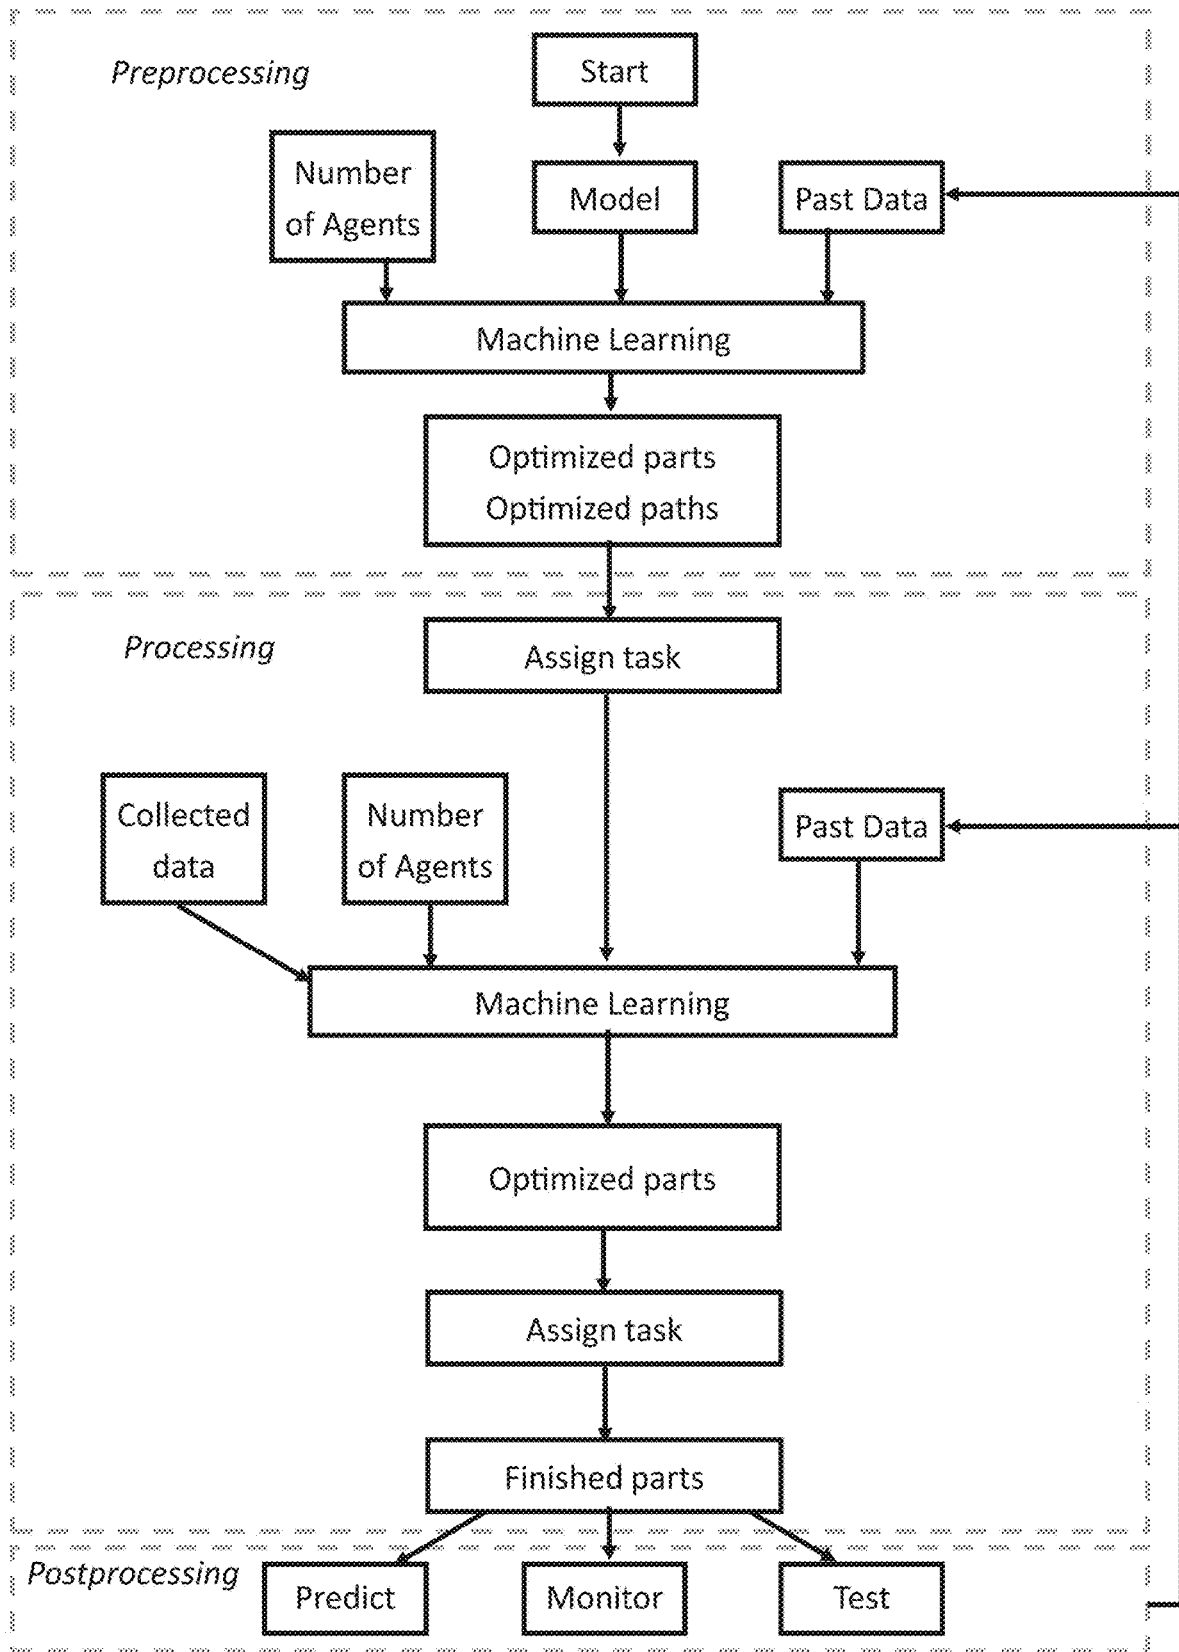 Preprocessing
Start
Number
of Agents
Model
Past Data
Machine Learning
Optimized parts
Optimized paths
Processing
Assign task
Collected
data
Number
of Agents
Past Data
Machine Learning
Optimized parts
Assign task
Finished parts
Postprocessing
Predict
Monitor
Test